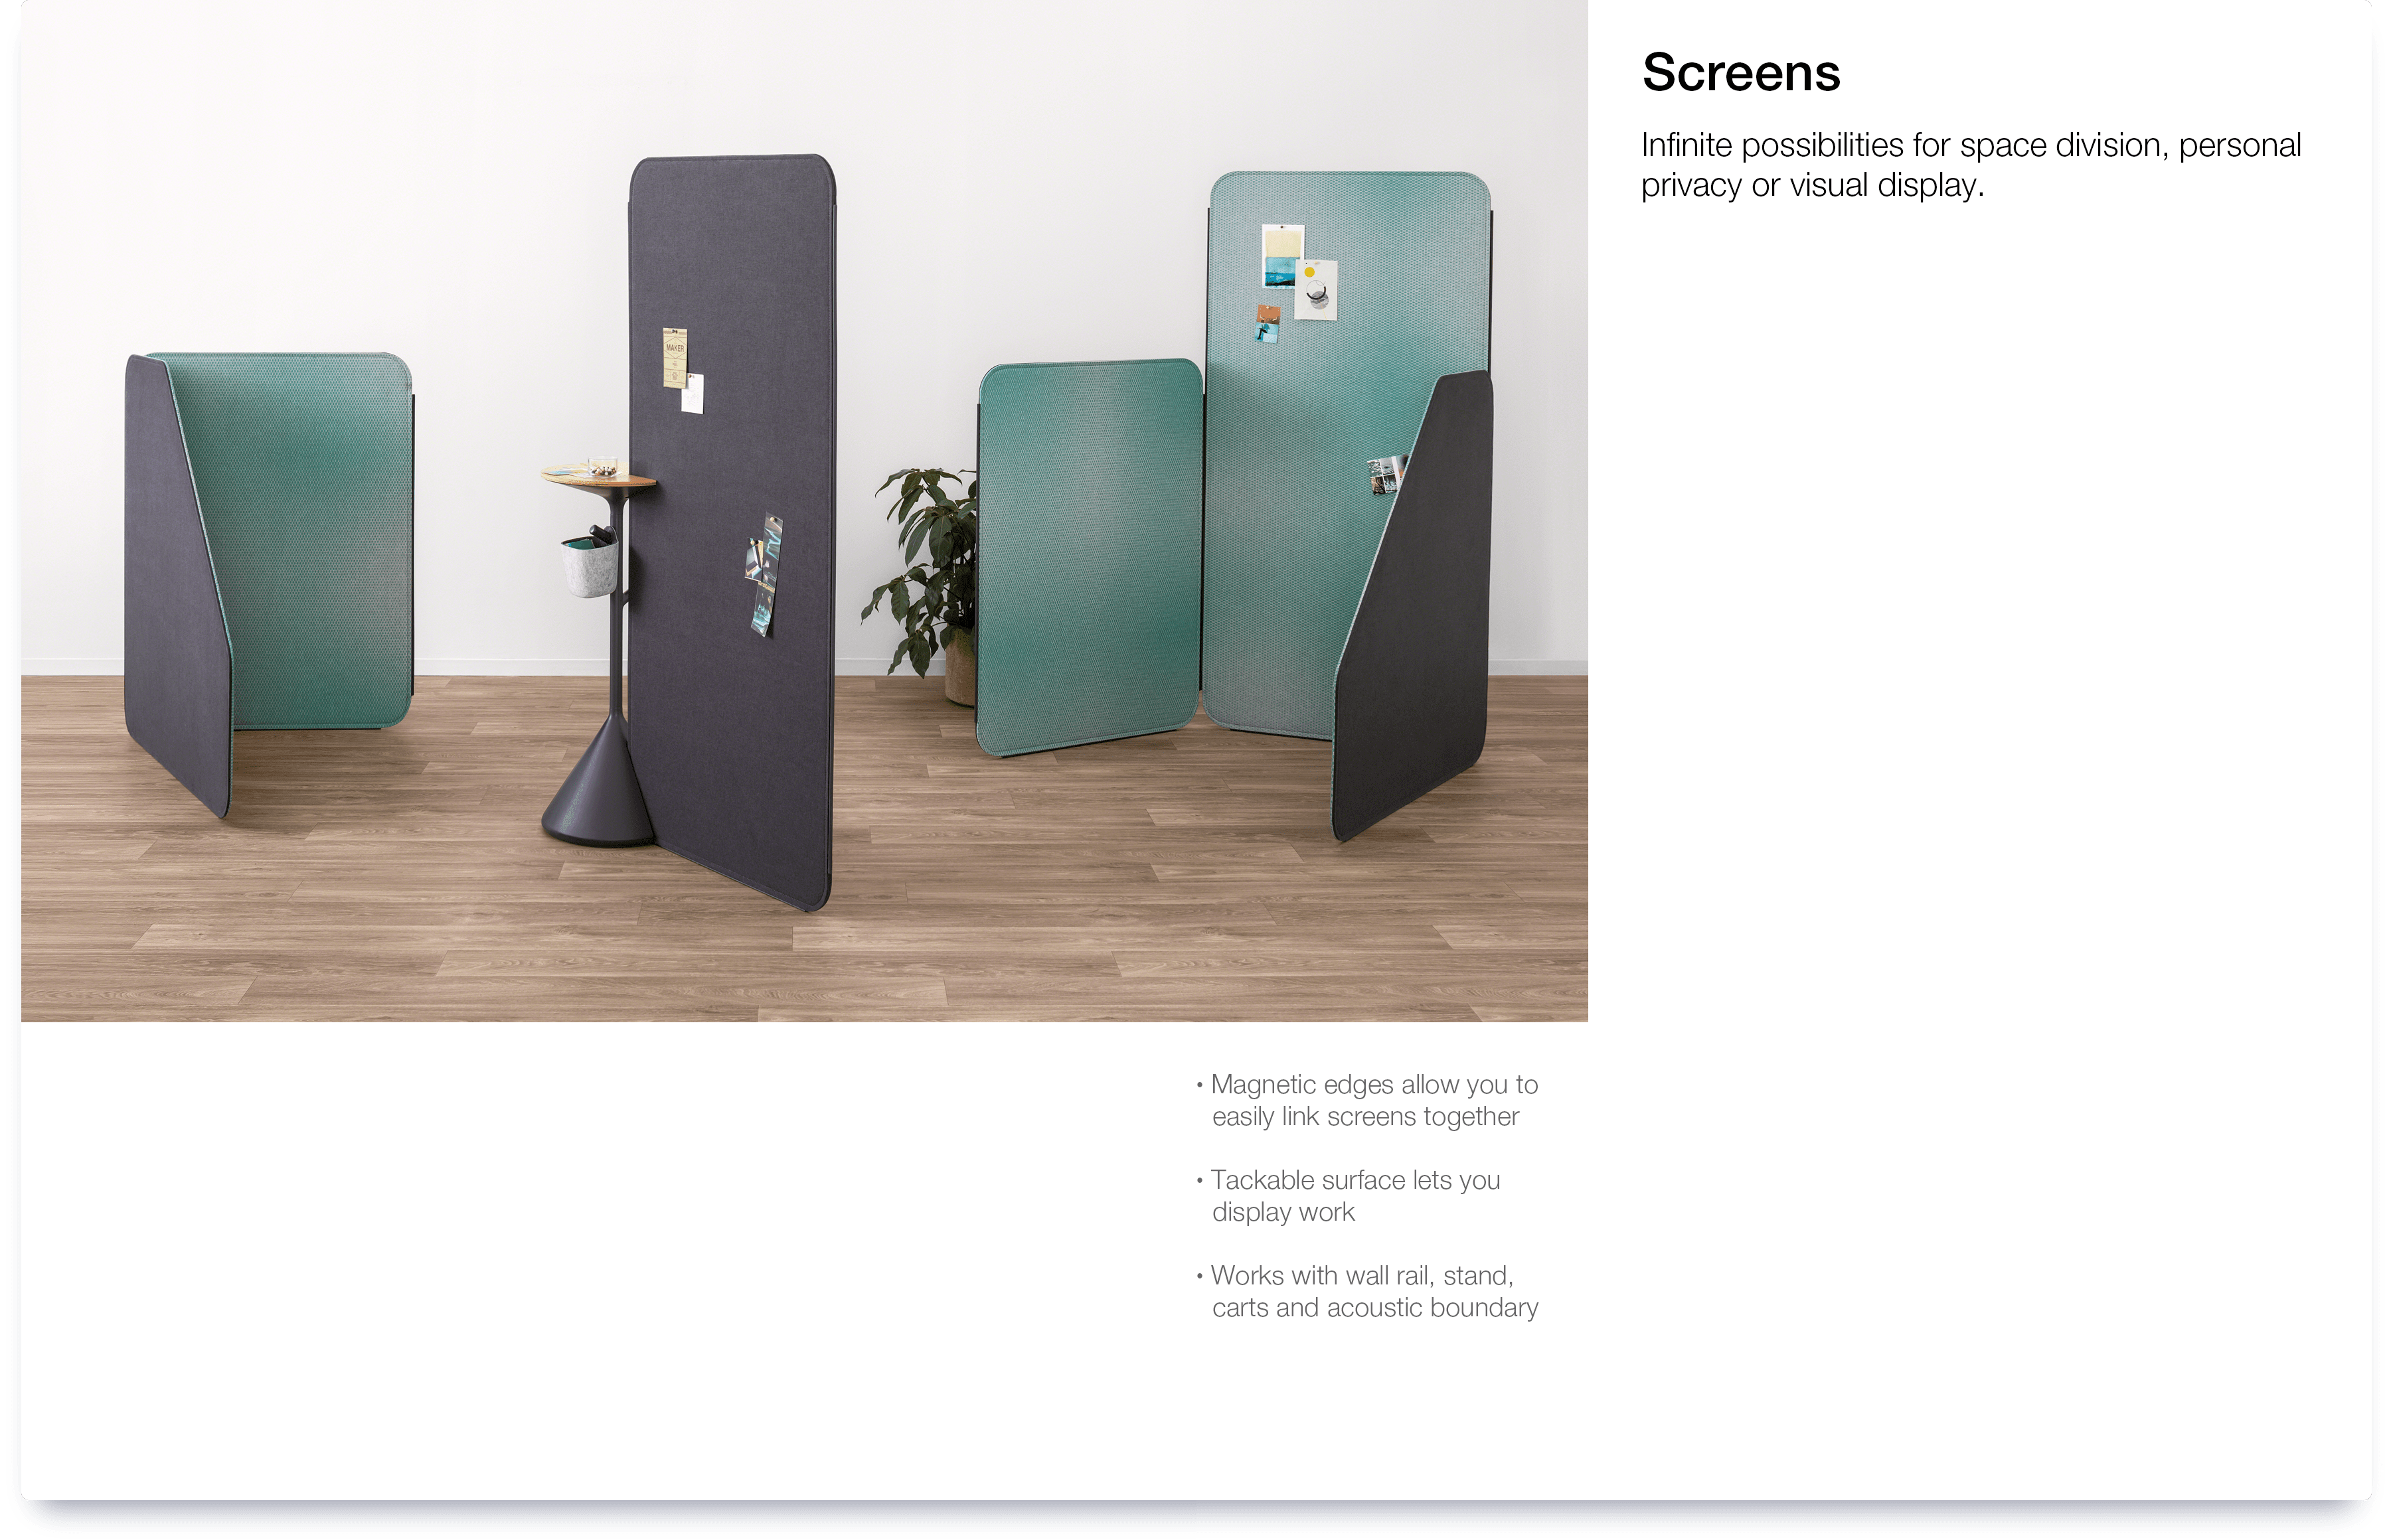 Screens
Infinite possibilities for space division, personal
privacy or visual display.
MAKER
• Magnetic edges allow you to
easily link screens together
• Tackable surface lets you
display work
• Works with wall rail, stand,
carts and acoustic boundary